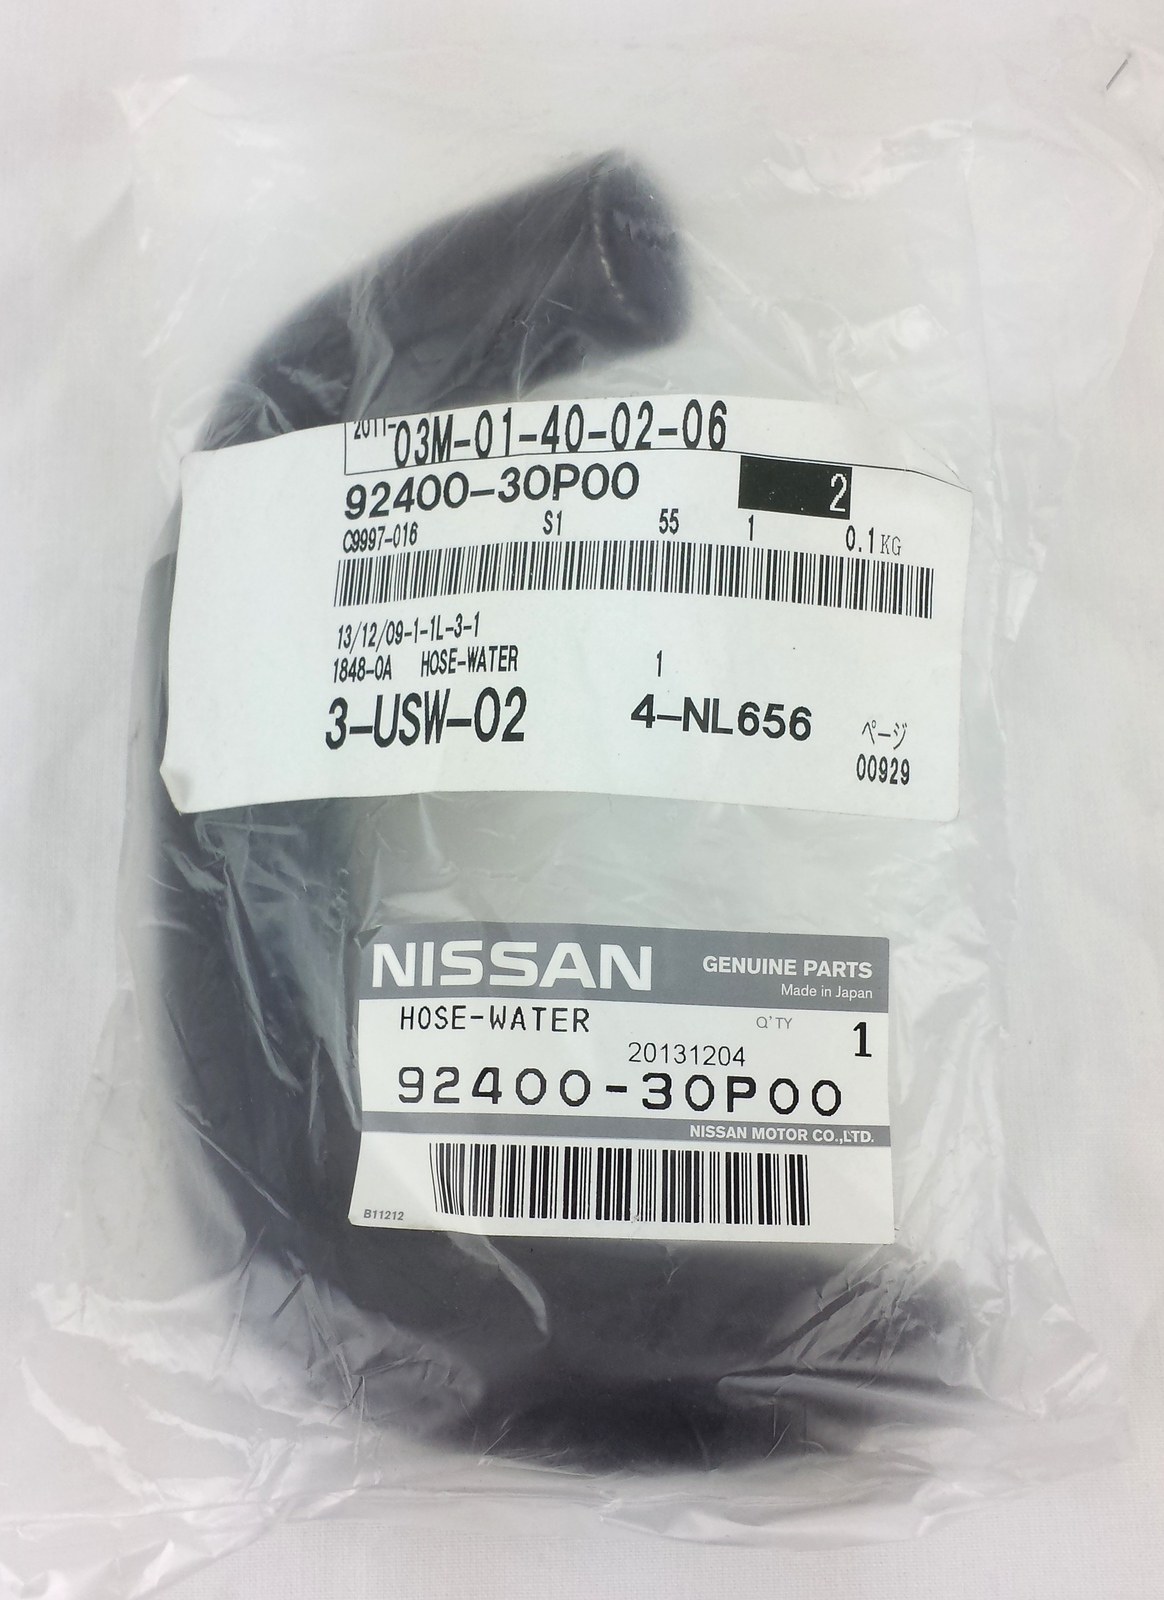 2011-03M-01-40-02-06
92400-30P00 2
C9997-016 S1 55 1 0.1KG
13/12/09-1-1L-3-1
1848-0A HOSE-WATER 1
3-USW-02 4-NL656 ページ
00929
NISSAN GENUINE PARTS
Made in Japan
HOSE-WATER Q'TY 1
20131204
92400-30P00
NISSAN MOTOR CO.,LTD.
B11212